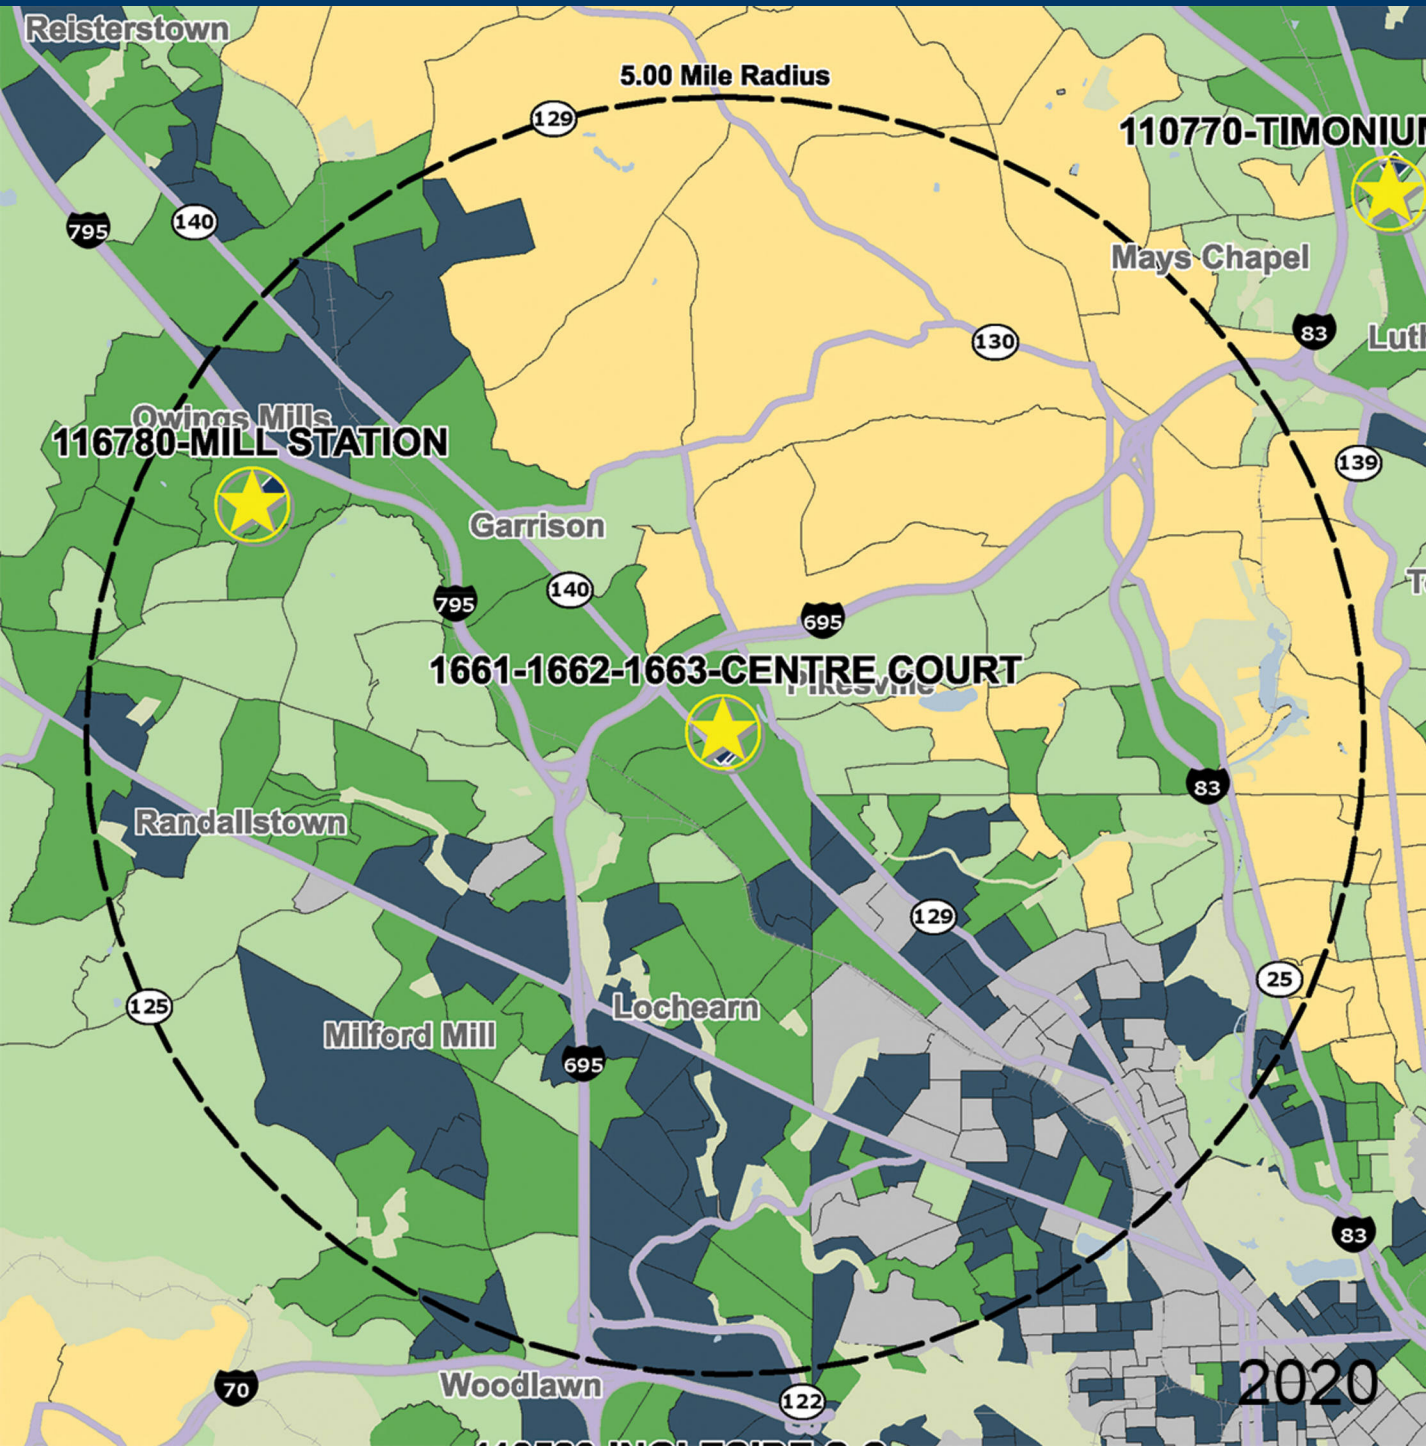 Reisterstown
5.00 Mile Radius
129
110770-TIMONIU
140
795
Mays Chapel
83
130
Owings Mills
116780-MILL STATION
139
Garrison
140
795
695
1661-1662-1663-CENTRE COURT
Pikesville
83
Randallstown
129
25
125
Lochearn
Milford Mill
695
83
70
Woodlawn
122
2020